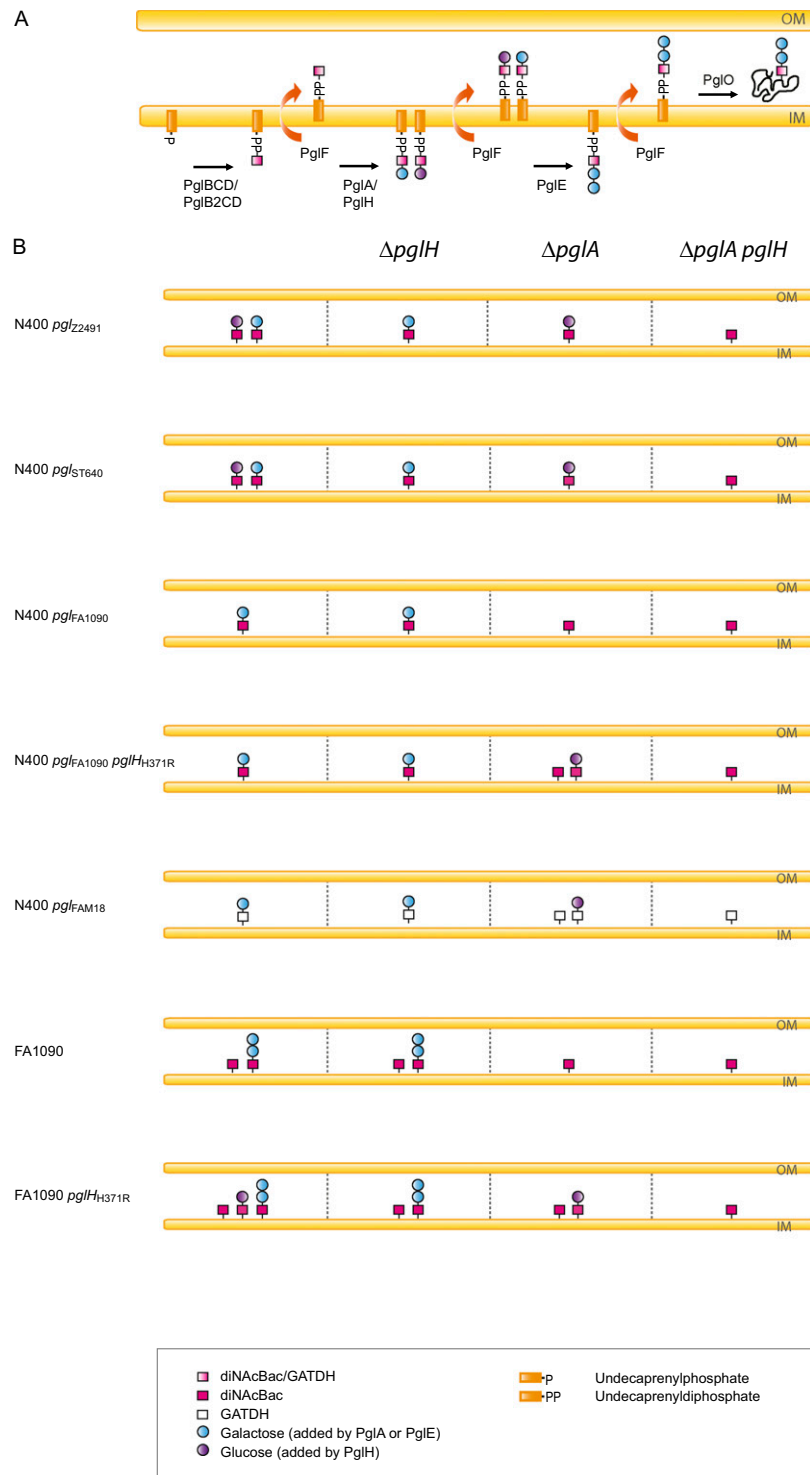 A
OM
PglO
IM
P
PP
PP
PP
PP
PP
PP
PP
PP
PglF
PglF
PglF
PglBCD/
PglB2CD
PglA/
PglH
PglE
B
ΔpglH ΔpglA ΔpglA pglH
OM
N400 pglZ2491
IM
OM
N400 pglST640
IM
OM
N400 pglFA1090
IM
OM
N400 pglFA1090 pglHH371R
IM
OM
N400 pglFAM18
IM
OM
FA1090
IM
OM
FA1090 pglHH371R
IM
diNAcBac/GATDH
diNAcBac
GATDH
Galactose (added by PglA or PglE)
Glucose (added by PglH)
P Undecaprenylphosphate
PP Undecaprenyldiphosphate